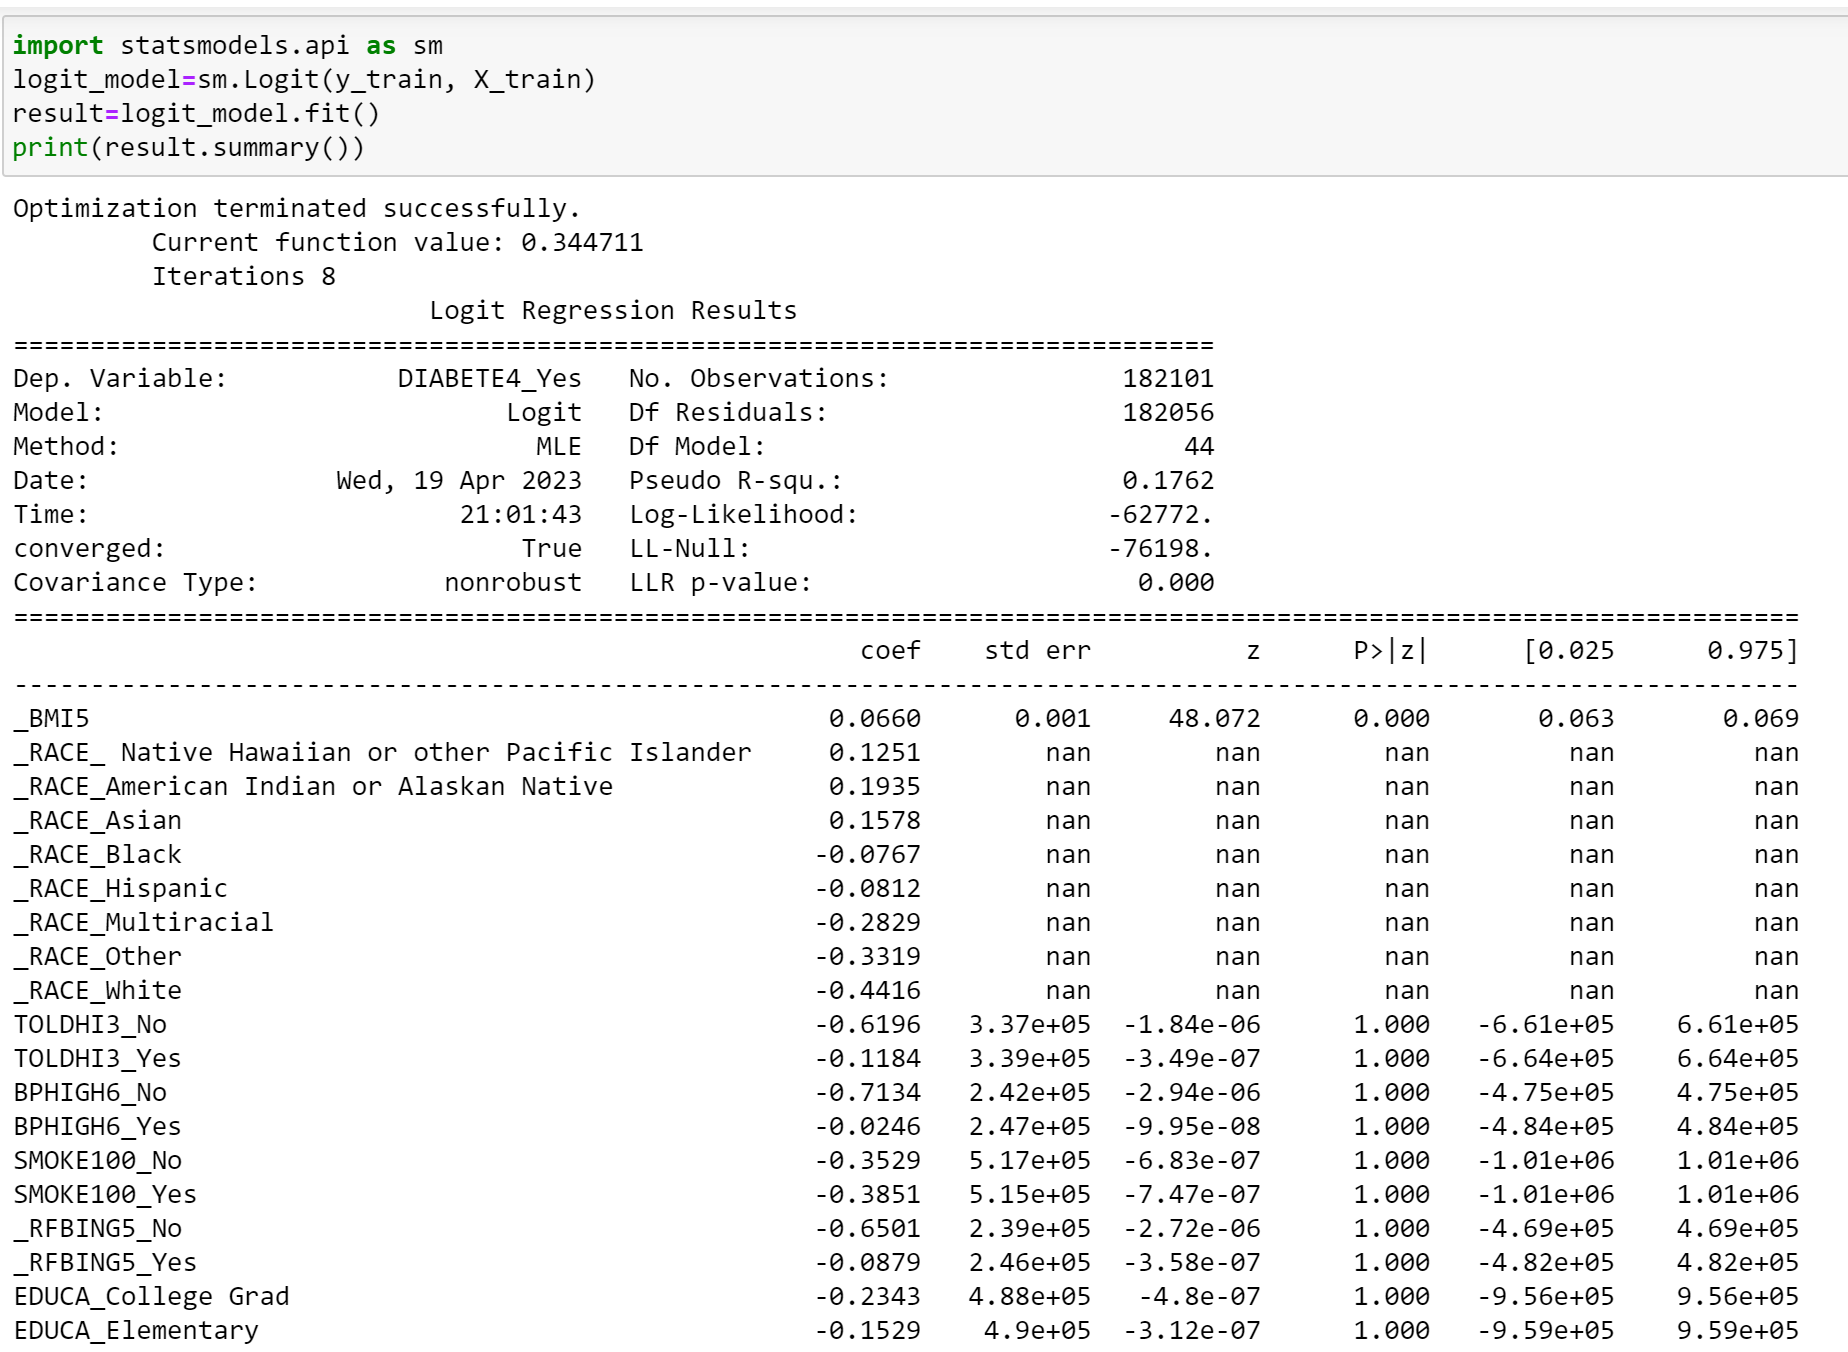 import statsmodels.api as sm
logit_model=sm.Logit(y_train, X_train)
result=logit_model.fit()
print(result.summary())
Optimization terminated successfully.
         Current function value: 0.344711
         Iterations 8
                           Logit Regression Results
==============================================================================
Dep. Variable:           DIABETE4_Yes   No. Observations:               182101
Model:                          Logit   Df Residuals:                   182056
Method:                           MLE   Df Model:                           44
Date:                Wed, 19 Apr 2023   Pseudo R-squ.:                  0.1762
Time:                        21:01:43   Log-Likelihood:                -62772.
converged:                       True   LL-Null:                       -76198.
Covariance Type:            nonrobust   LLR p-value:                     0.000
====================================================================================================================
                                                       coef    std err          z      P>|z|      [0.025      0.975]
--------------------------------------------------------------------------------------------------------------------
_BMI5                                                0.0660      0.001     48.072      0.000       0.063       0.069
_RACE_ Native Hawaiian or other Pacific Islander     0.1251        nan        nan        nan         nan         nan
_RACE_American Indian or Alaskan Native              0.1935        nan        nan        nan         nan         nan
_RACE_Asian                                          0.1578        nan        nan        nan         nan         nan
_RACE_Black                                         -0.0767        nan        nan        nan         nan         nan
_RACE_Hispanic                                      -0.0812        nan        nan        nan         nan         nan
_RACE_Multiracial                                   -0.2829        nan        nan        nan         nan         nan
_RACE_Other                                         -0.3319        nan        nan        nan         nan         nan
_RACE_White                                         -0.4416        nan        nan        nan         nan         nan
TOLDHI3_No                                          -0.6196   3.37e+05  -1.84e-06      1.000   -6.61e+05    6.61e+05
TOLDHI3_Yes                                         -0.1184   3.39e+05  -3.49e-07      1.000   -6.64e+05    6.64e+05
BPHIGH6_No                                          -0.7134   2.42e+05  -2.94e-06      1.000   -4.75e+05    4.75e+05
BPHIGH6_Yes                                         -0.0246   2.47e+05  -9.95e-08      1.000   -4.84e+05    4.84e+05
SMOKE100_No                                         -0.3529   5.17e+05  -6.83e-07      1.000   -1.01e+06    1.01e+06
SMOKE100_Yes                                        -0.3851   5.15e+05  -7.47e-07      1.000   -1.01e+06    1.01e+06
_RFBING5_No                                         -0.6501   2.39e+05  -2.72e-06      1.000   -4.69e+05    4.69e+05
_RFBING5_Yes                                        -0.0879   2.46e+05  -3.58e-07      1.000   -4.82e+05    4.82e+05
EDUCA_College Grad                                  -0.2343   4.88e+05   -4.8e-07      1.000   -9.56e+05    9.56e+05
EDUCA_Elementary                                    -0.1529    4.9e+05  -3.12e-07      1.000   -9.59e+05    9.59e+05